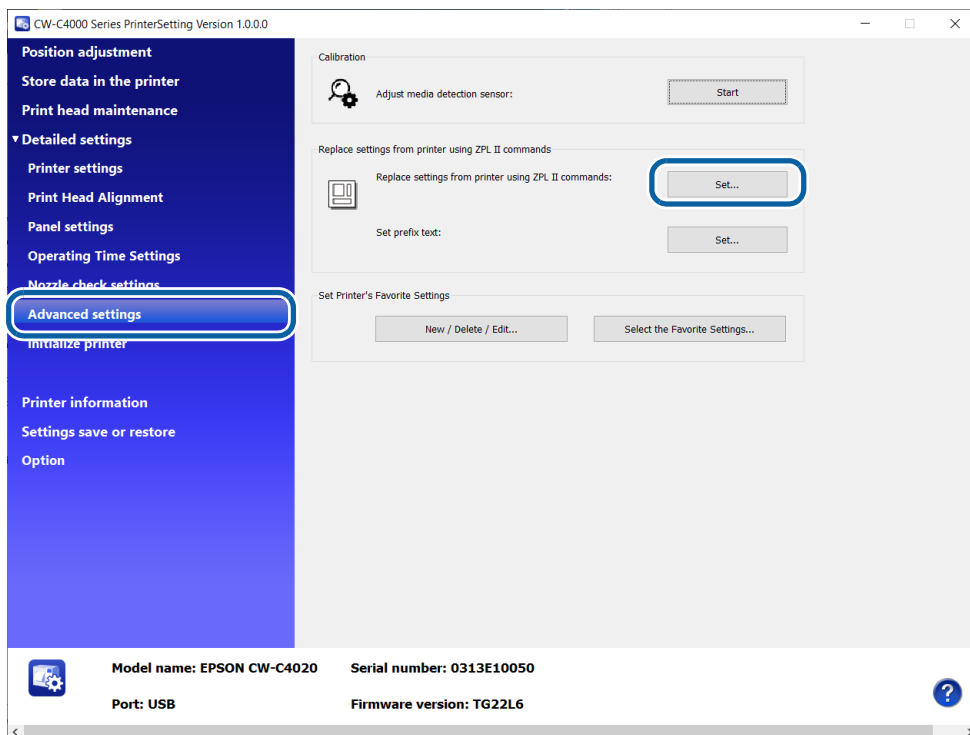 CW-C4000 Series PrinterSetting Version 1.0.0.0
Position adjustment
Store data in the printer
Print head maintenance
Detailed settings
Printer settings
Print Head Alignment
Panel settings
Operating Time Settings
Nozzle check settings
Advanced settings
Initialize printer
Printer information
Settings save or restore
Option
Calibration
Adjust media detection sensor:
Start
Replace settings from printer using ZPL II commands
Replace settings from printer using ZPL II commands:
Set...
Set prefix text:
Set...
Set Printer's Favorite Settings
New / Delete / Edit...
Select the Favorite Settings...
Model name: EPSON CW-C4020
Serial number: 0313E10050
Port: USB
Firmware version: TG22L6
?